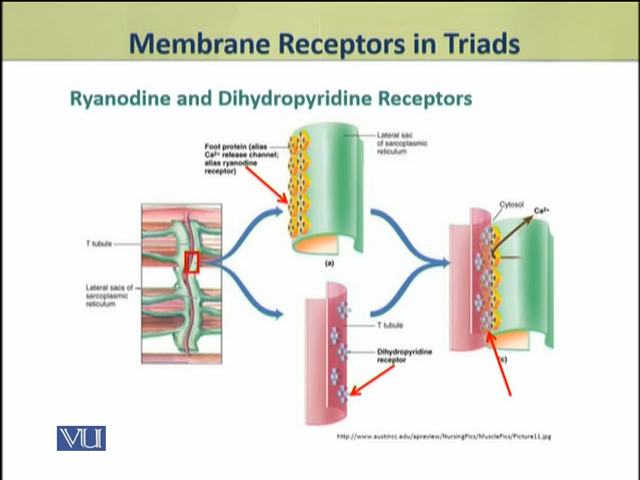 Membrane Receptors in Triads
Ryanodine and Dihydropyridine Receptors
Foot protein (alias
Ca²⁺ release channel;
alias ryanodine
receptor)
Lateral sac
of sarcoplasmic
reticulum
(a)
T tubule
Lateral sacs of
sarcoplasmic
reticulum
T tubule
Dihydropyridine
receptor
Cytosol
Ca²⁺
(c)
VU
http://www.austincc.edu/apreview/NursingPics/MusclePics/Picture11.jpg